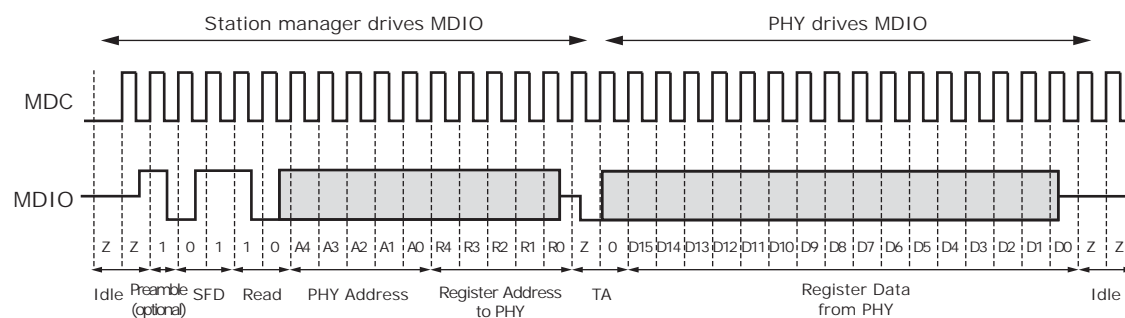 Station manager drives MDIO PHY drives MDIO
MDC
MDIO
Z Z 1 0 1 1 0 A4 A3 A2 A1 A0 R4 R3 R2 R1 R0 Z 0 D15 D14 D13 D12 D11 D10 D9 D8 D7 D6 D5 D4 D3 D2 D1 D0 Z Z
Idle Preamble SFD Read PHY Address Register Address TA Register Data Idle
(optional) to PHY from PHY